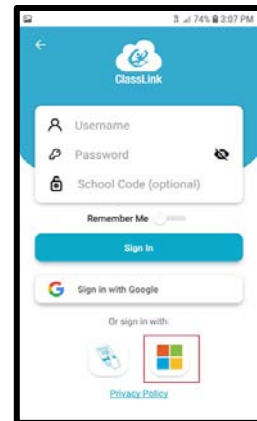 74% 3:07 PM
ClassLink
Username
Password
School Code (optional)
Remember Me
Sign In
Sign in with Google
Or sign in with:
Privacy Policy